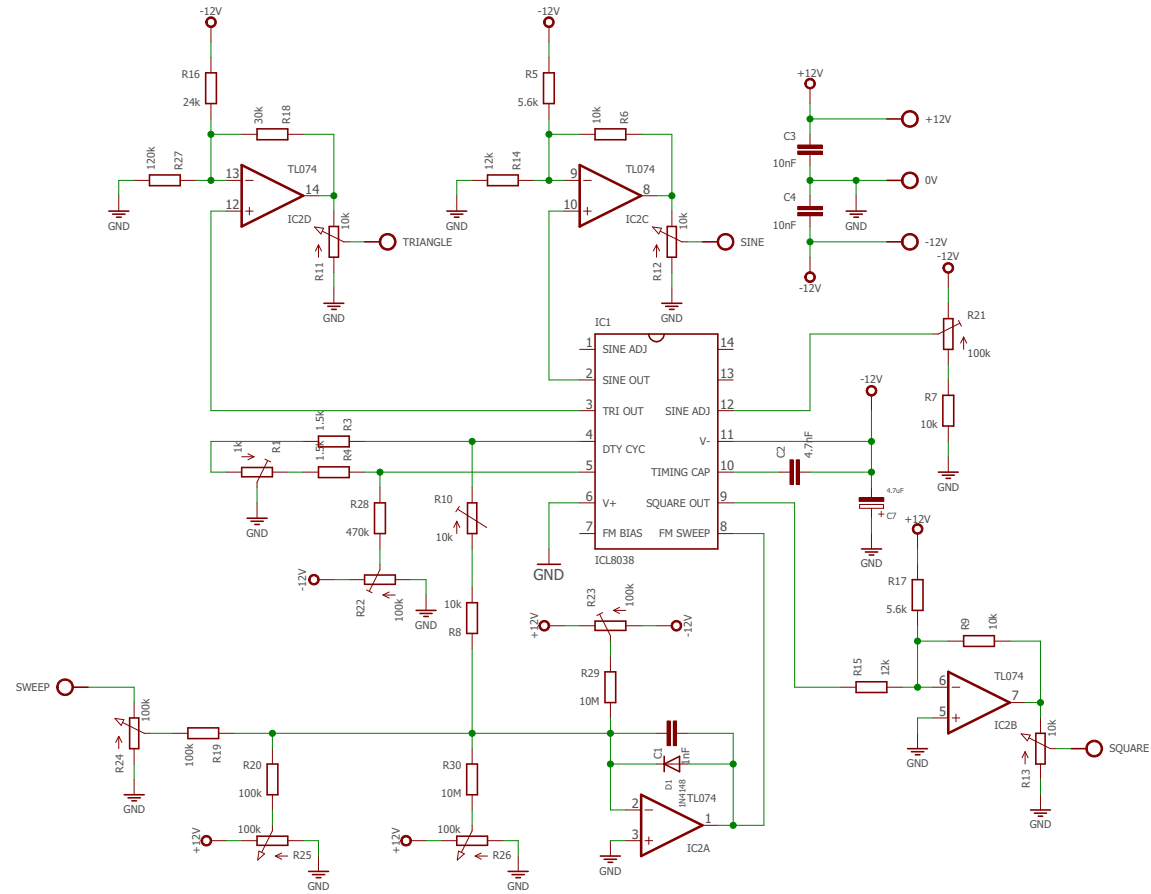 -12V
R16
24k
30k
R18
120k
R27
GND
13
12
14
TL074
IC2D
10k
R11
TRIANGLE
GND
-12V
R5
5.6k
10k
R6
12k
R14
GND
9
10
8
TL074
IC2C
10k
R12
SINE
GND
+12V
+12V
C3
10nF
0V
C4
10nF
GND
-12V
-12V
-12V
R21
100k
R7
10k
GND
IC1
1 SINE ADJ 14
2 SINE OUT 13
3 TRI OUT SINE ADJ 12
4 DTY CYC V- 11
5 TIMING CAP 10
6 V+ SQUARE OUT 9
7 FM BIAS FM SWEEP 8
ICL8038
GND
-12V
C2
4.7nF
4.7uF
+
C7
GND
1k
R1
1.5k
R3
1.5k
R4
GND
R28
470k
R10
10k
-12V
R22
100k
GND
10k
R8
R23
100k
+12V
-12V
R29
10M
+12V
R17
5.6k
R9
10k
R15
12k
6
5
7
TL074
IC2B
GND
10k
R13
SQUARE
GND
SWEEP
100k
R24
GND
100k
R19
R20
100k
+12V
100k
R25
GND
R30
10M
+12V
100k
R26
GND
C1
1nF
D1
1N4148
2
3
1
TL074
IC2A
GND